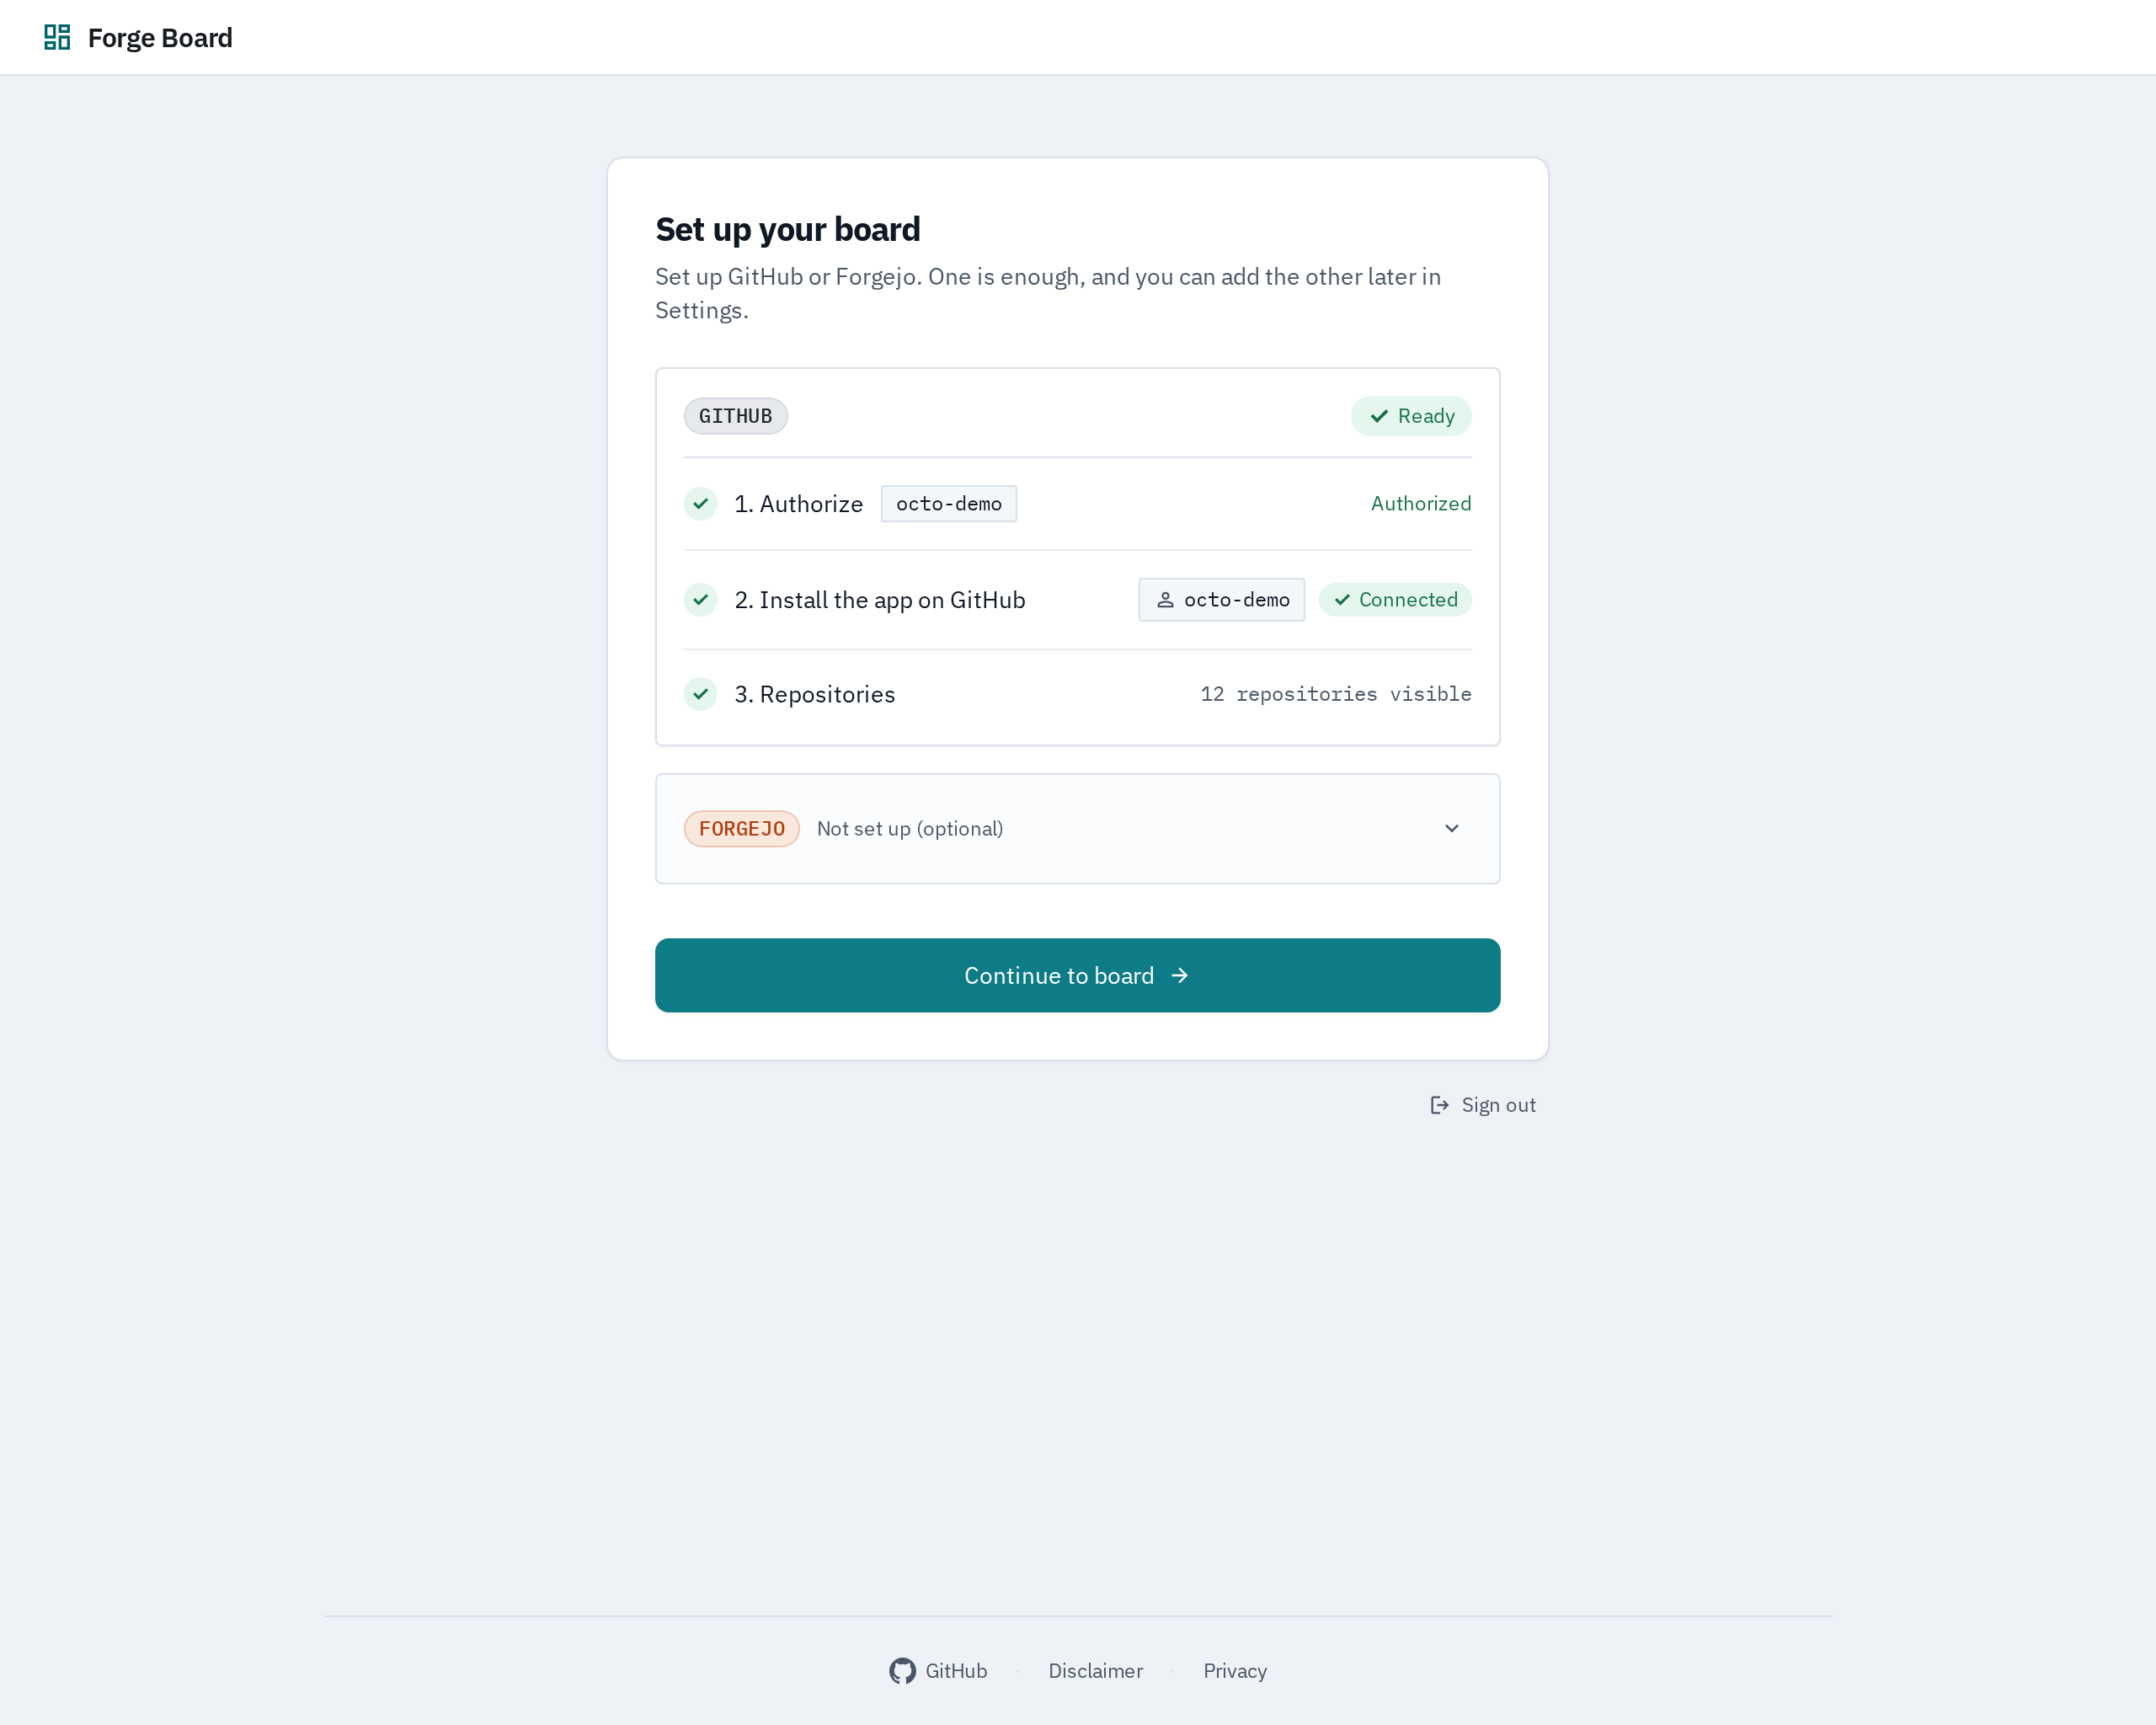 Forge Board
Set up your board
Set up GitHub or Forgejo. One is enough, and you can add the other later in
Settings.
GITHUB
Ready
1. Authorize octo-demo Authorized
2. Install the app on GitHub octo-demo Connected
3. Repositories 12 repositories visible
FORGEJO Not set up (optional)
Continue to board
Sign out
GitHub · Disclaimer · Privacy